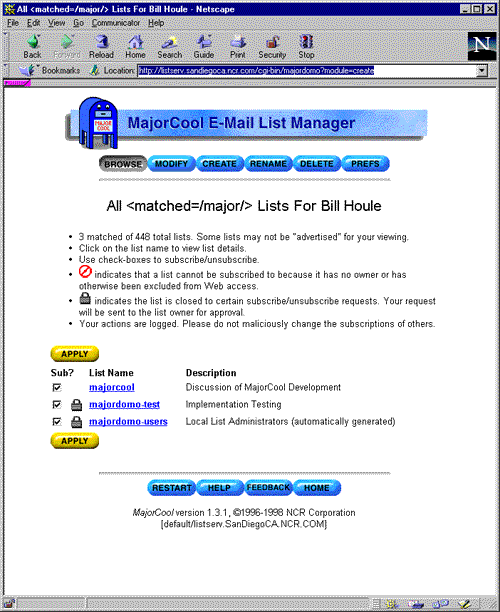 All <matched=/major/> Lists For Bill Houle - Netscape
File Edit View Go Communicator Help
Back Forward Reload Home Search Guide Print Security Stop
N
Bookmarks Location: http://listserv.sandiegoca.ncr.com/cgi-bin/majordomo?module=create
MAJOR COOL
MajorCool E-Mail List Manager
BROWSE MODIFY CREATE RENAME DELETE PREFS
All <matched=/major/> Lists For Bill Houle
• 3 matched of 448 total lists. Some lists may not be "advertised" for your viewing.
• Click on the list name to view list details.
• Use check-boxes to subscribe/unsubscribe.
• indicates that a list cannot be subscribed to because it has no owner or has
otherwise been excluded from Web access.
• indicates the list is closed to certain subscribe/unsubscribe requests. Your request
will be sent to the list owner for approval.
• Your actions are logged. Please do not maliciously change the subscriptions of others.
APPLY
Sub? List Name Description
majorcool Discussion of MajorCool Development
majordomo-test Implementation Testing
majordomo-users Local List Administrators (automatically generated)
APPLY
RESTART HELP FEEDBACK HOME
MajorCool version 1.3.1, ©1996-1998 NCR Corporation
[default/listserv.SanDiegoCA.NCR.COM]